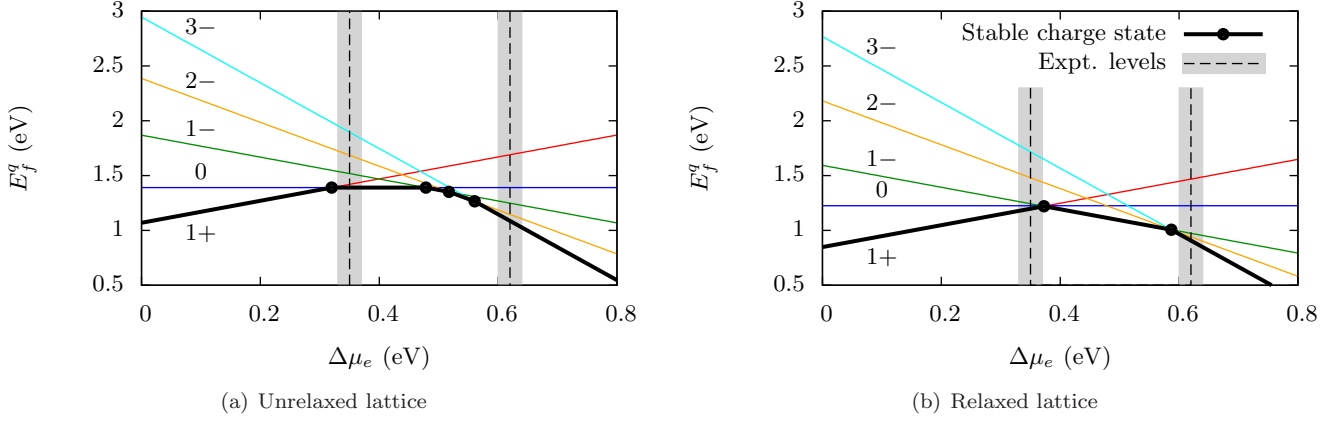 3
2.5
2
1.5
1
0.5
E_f^q (eV)
3−
2−
1−
0
1+
0 0.2 0.4 0.6 0.8
Δμ_e (eV)
(a) Unrelaxed lattice
3
2.5
2
1.5
1
0.5
E_f^q (eV)
Stable charge state
Expt. levels
3−
2−
1−
0
1+
0 0.2 0.4 0.6 0.8
Δμ_e (eV)
(b) Relaxed lattice